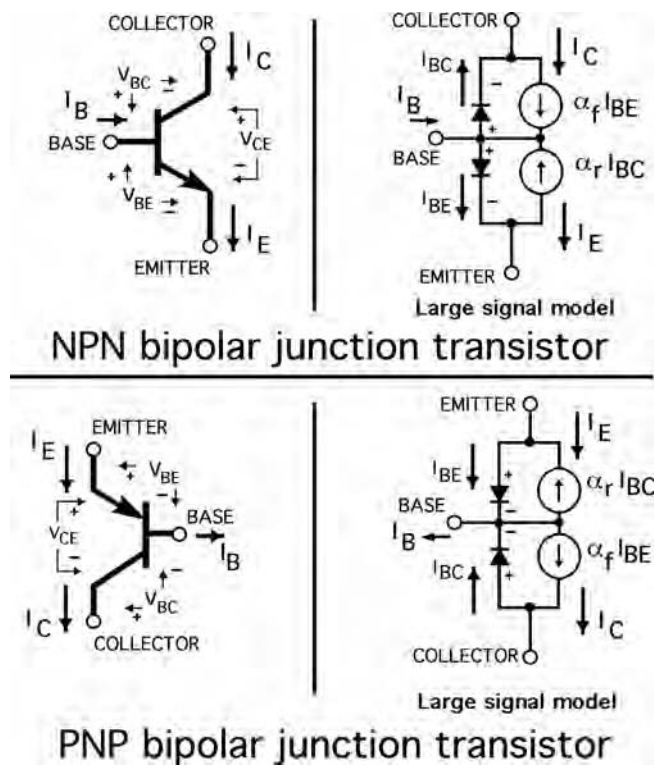 COLLECTOR
I_C
V_BC
+
−
I_B
+
−
BASE
+
V_CE
−
+
V_BE
−
I_E
EMITTER
COLLECTOR
I_C
I_BC
−
α_f I_BE
I_B
+
BASE
+
α_r I_BC
I_BE
−
I_E
EMITTER
Large signal model
NPN bipolar junction transistor
EMITTER
I_E
V_BE
+
−
+
V_CE
−
BASE
I_B
−
V_BC
+
I_C
COLLECTOR
EMITTER
I_E
I_BE
+
α_r I_BC
BASE
−
I_B
−
α_f I_BE
I_BC
+
I_C
COLLECTOR
Large signal model
PNP bipolar junction transistor